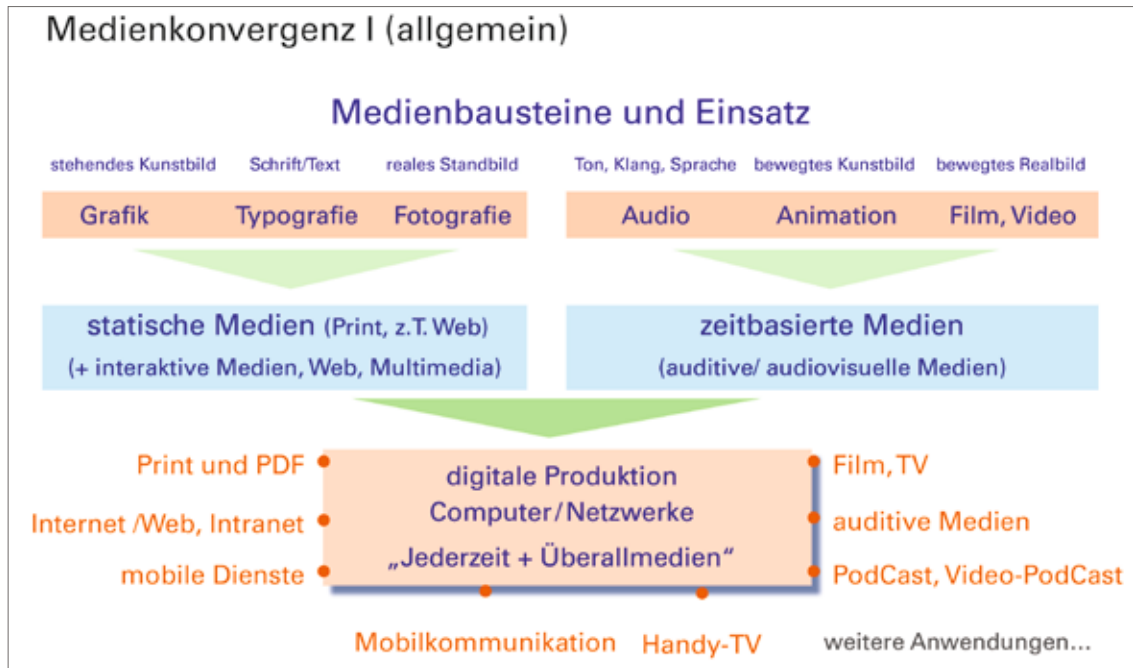 Medienkonvergenz I (allgemein)
Medienbausteine und Einsatz
stehendes Kunstbild Schrift/Text reales Standbild
Grafik Typografie Fotografie
Ton, Klang, Sprache bewegtes Kunstbild bewegtes Realbild
Audio Animation Film, Video
statische Medien (Print, z.T. Web)
(+ interaktive Medien, Web, Multimedia)
zeitbasierte Medien
(auditive/ audiovisuelle Medien)
Print und PDF
Internet /Web, Intranet
mobile Dienste
digitale Produktion
Computer/Netzwerke
„Jederzeit + Überallmedien“
Film, TV
auditive Medien
PodCast, Video-PodCast
Mobilkommunikation
Handy-TV
weitere Anwendungen...